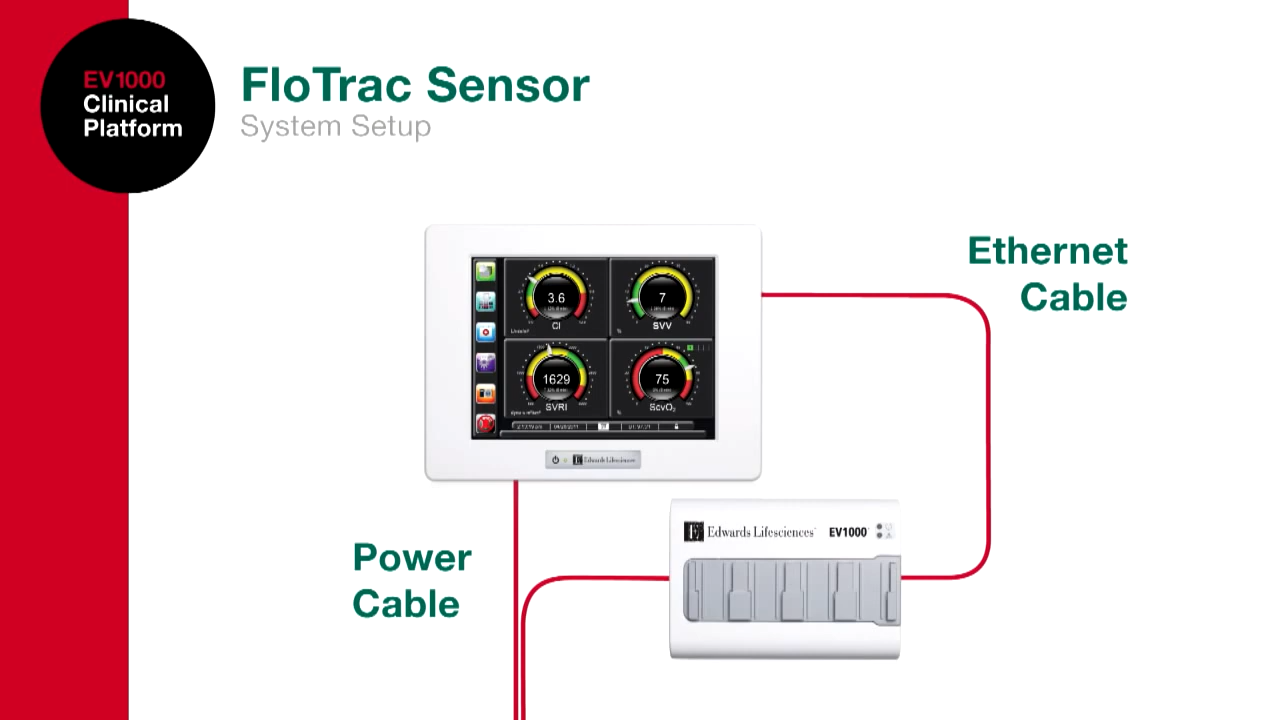 EV1000
Clinical
Platform
FloTrac Sensor
System Setup
Ethernet
Cable
3.6
CI
7
%
SVV
1629
SVRI
75
%
ScvO₂
Edwards Lifesciences
Edwards Lifesciences EV1000
Power
Cable